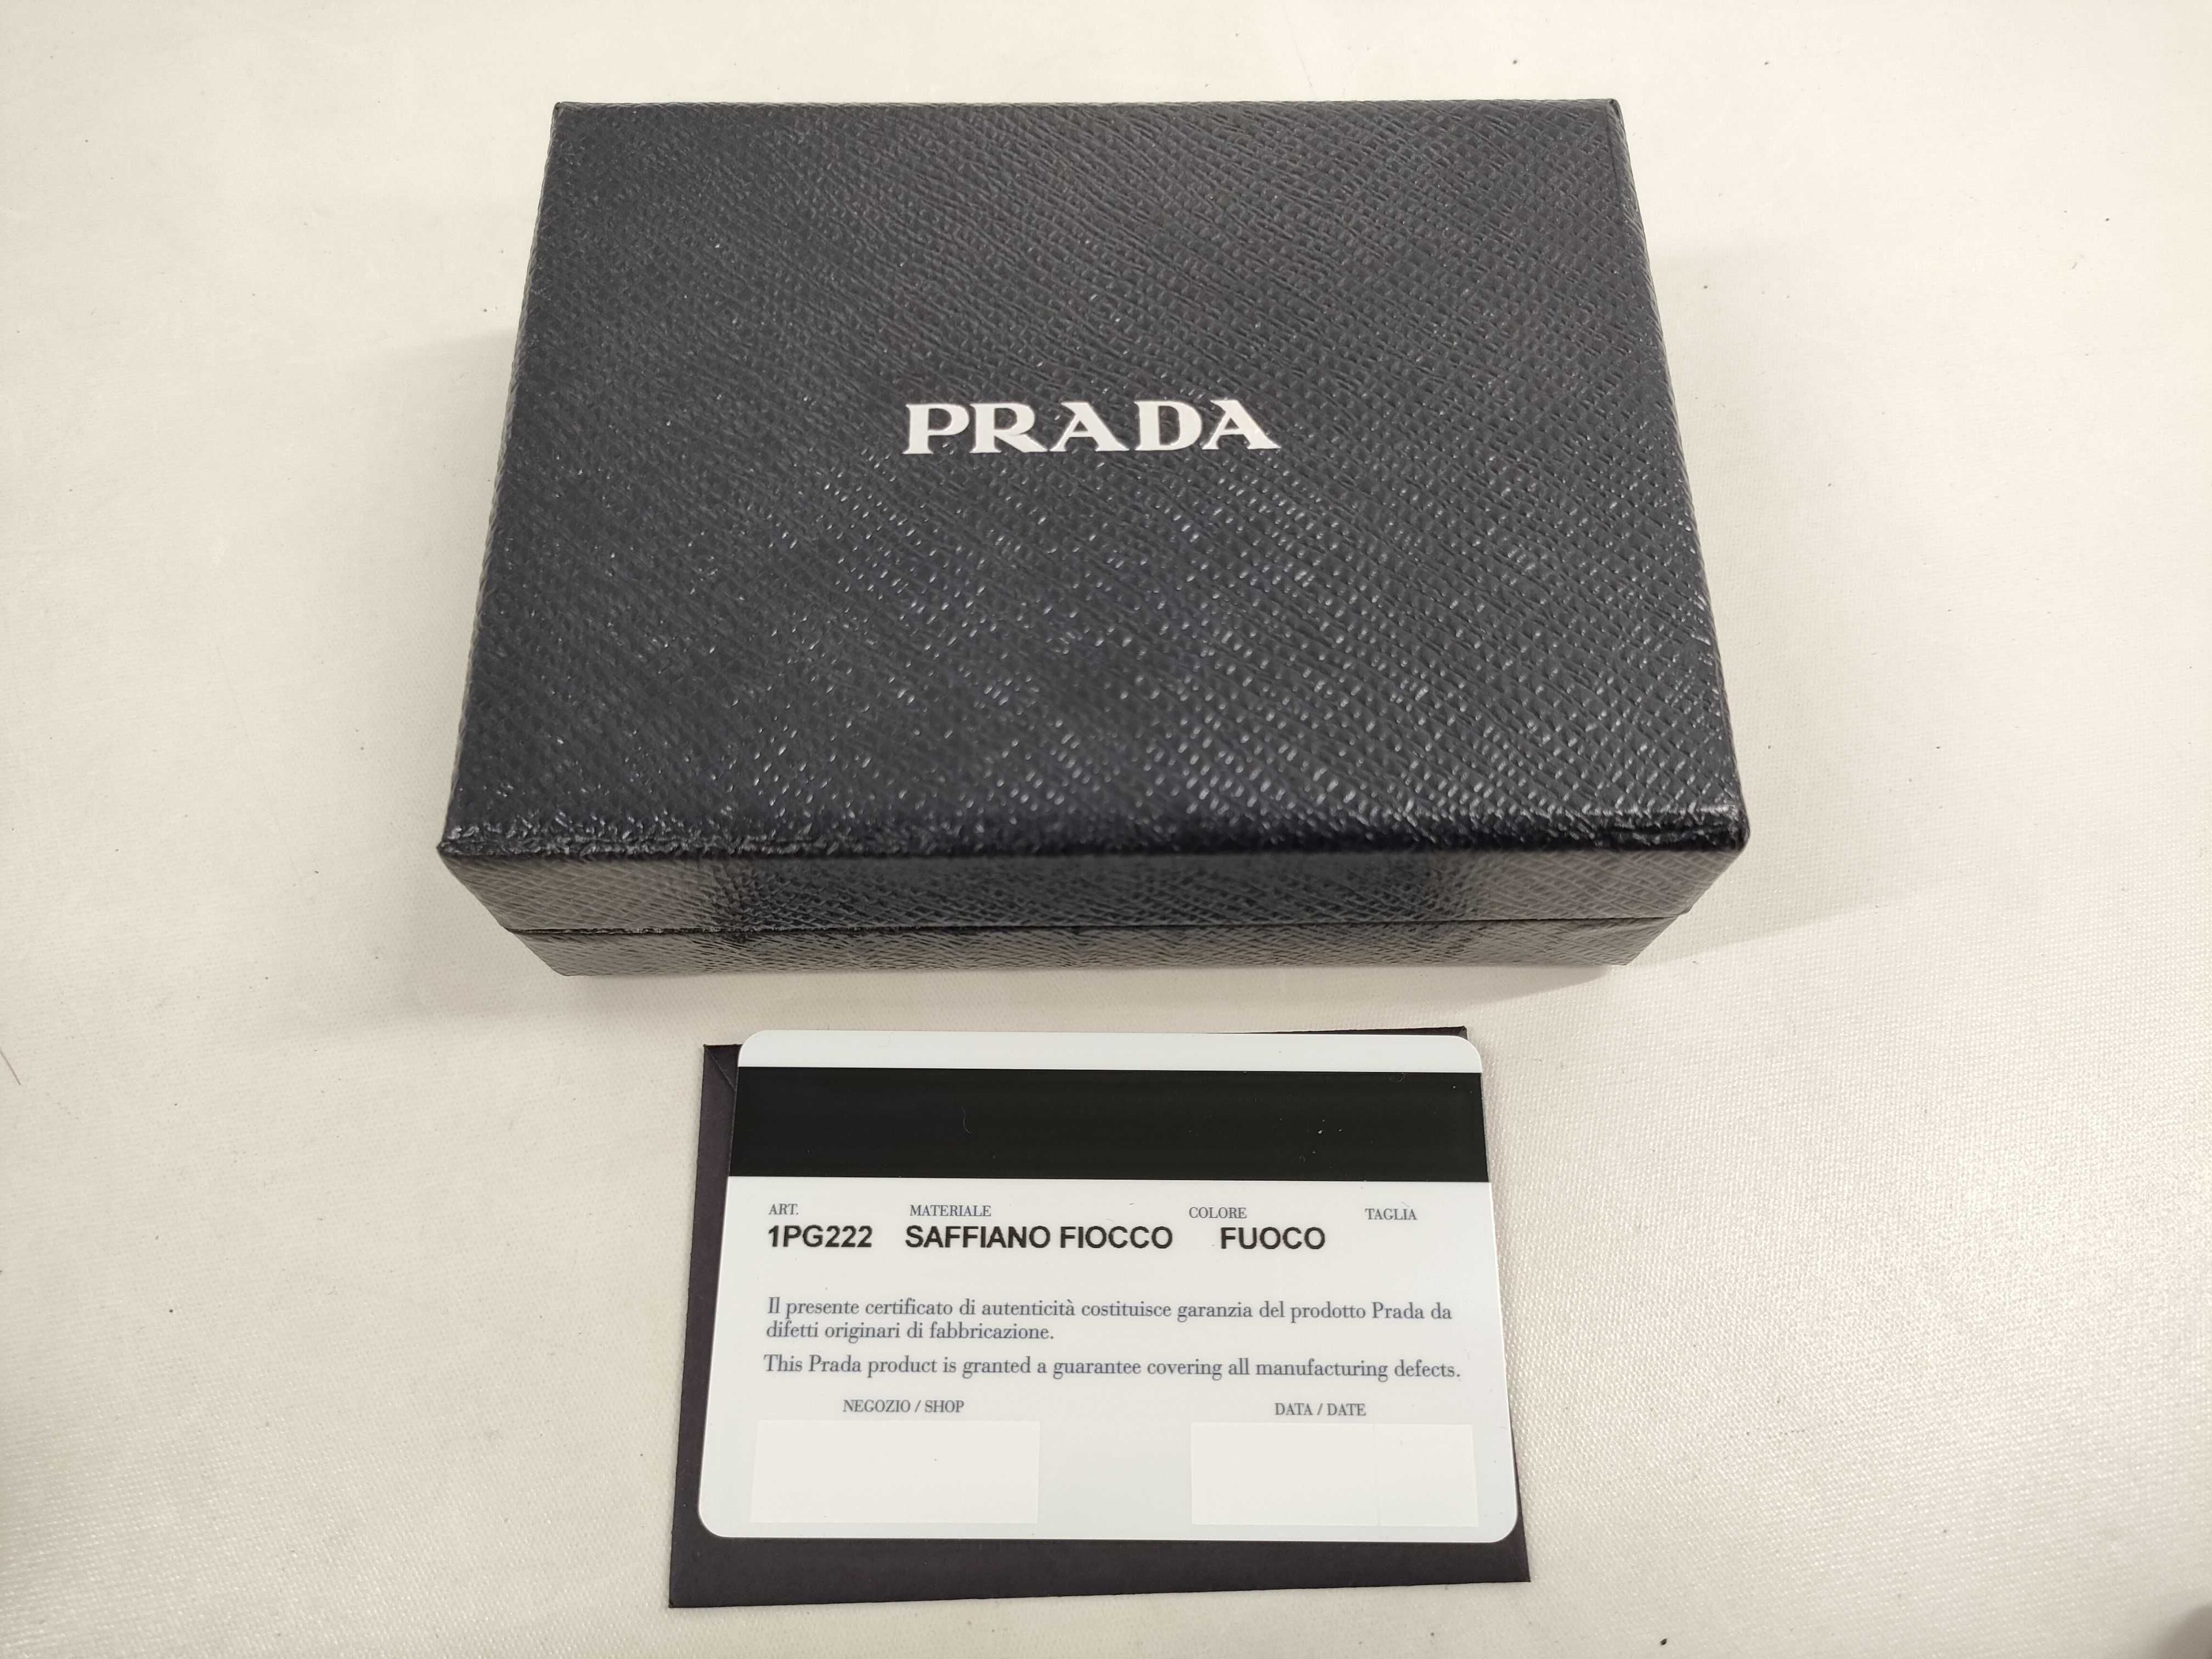 PRADA
ART. MATERIALE COLORE TAGLIA
1PG222 SAFFIANO FIOCCO FUOCO
Il presente certificato di autenticità costituisce garanzia del prodotto Prada da
difetti originari di fabbricazione.
This Prada product is granted a guarantee covering all manufacturing defects.
NEGOZIO / SHOP DATA / DATE